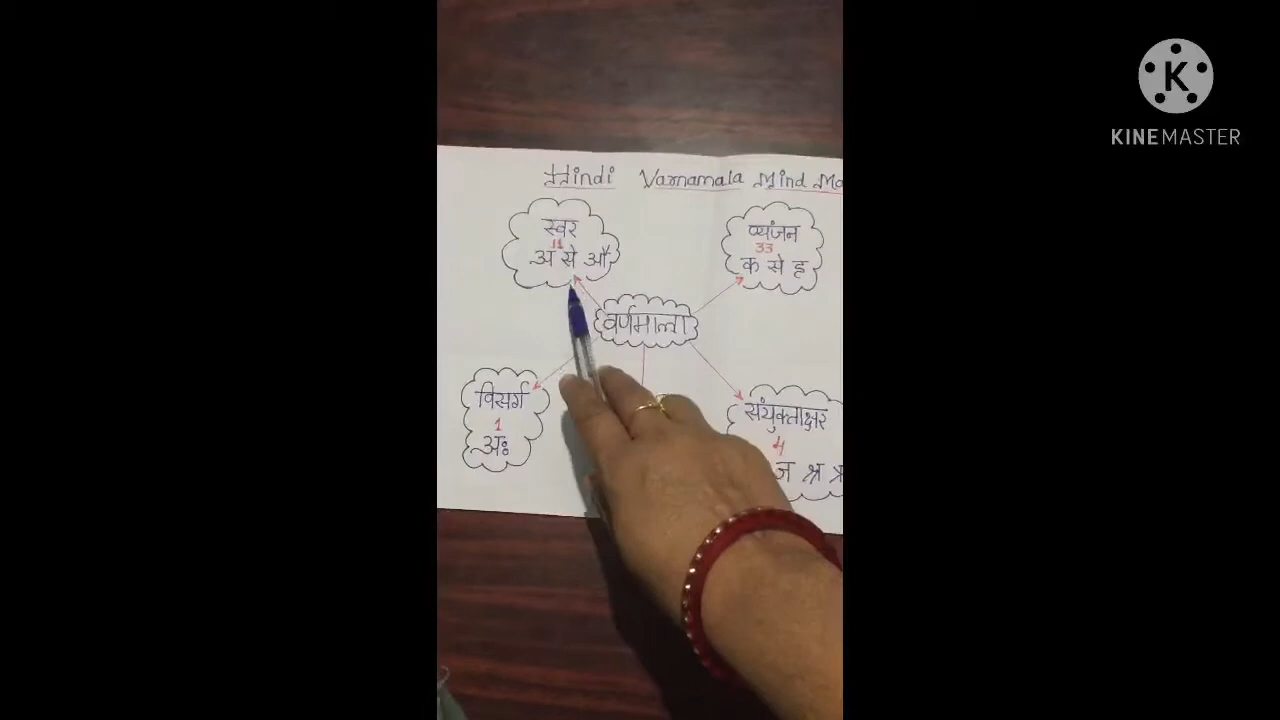 Hindi Varnamala Mind
स्वर
11
अ से औ
व्यंजन
33
क से ह
वर्णमाला
विसर्ग
1
अः
संयुक्ताक्षर
4
श्र
KINEMASTER